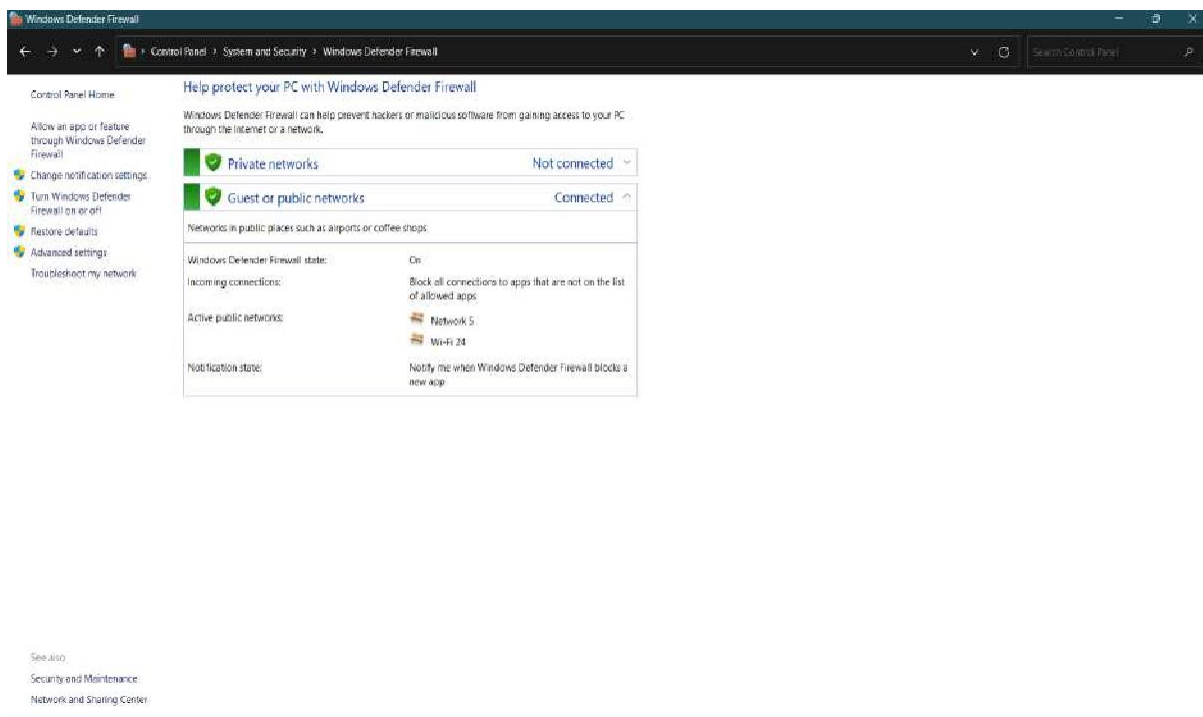 Windows Defender Firewall
Control Panel › System and Security › Windows Defender Firewall
Search Control Panel
Control Panel Home
Allow an app or feature
through Windows Defender
Firewall
Change notification settings
Turn Windows Defender
Firewall on or off
Restore defaults
Advanced settings
Troubleshoot my network
Help protect your PC with Windows Defender Firewall
Windows Defender Firewall can help prevent hackers or malicious software from gaining access to your PC
through the Internet or a network.
Private networks Not connected
Guest or public networks Connected
Networks in public places such as airports or coffee shops
Windows Defender Firewall state: On
Incoming connections: Block all connections to apps that are not on the list
of allowed apps
Active public networks: Network 5
Wi-Fi 24
Notification state: Notify me when Windows Defender Firewall blocks a
new app
See also
Security and Maintenance
Network and Sharing Center